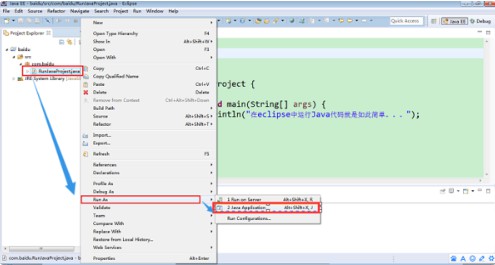 Java EE - baidu/src/com/baidu/RunJavaProject.java - Eclipse
File Edit Source Refactor Navigate Se
Quick Access
Java EE
Project Explorer
baidu
src
com.baidu
RunJavaProject.java
JRE System Library
New
Open Type Hierarchy F4
Show In Alt+Shift+W
Open F3
Open With
Copy Ctrl+C
Copy Qualified Name
Paste Ctrl+V
Delete Delete
Remove from Context Ctrl+Alt+Shift+Down
Build Path
Source Alt+Shift+S
Refactor Alt+Shift+T
Import...
Export...
Refresh F5
References
Declarations
Profile As
Debug As
Run As
Validate
Team
Compare With
Replace With
Restore from Local History...
Web Services
Properties Alt+Enter
roject {
d main(String[] args) {
ntln("在eclipse中运行Java代码就是如此简单...");
1 Run on Server Alt+Shift+X, R
2 Java Application Alt+Shift+X, J
Run Configurations...
com.baidu.RunJavaProject.java